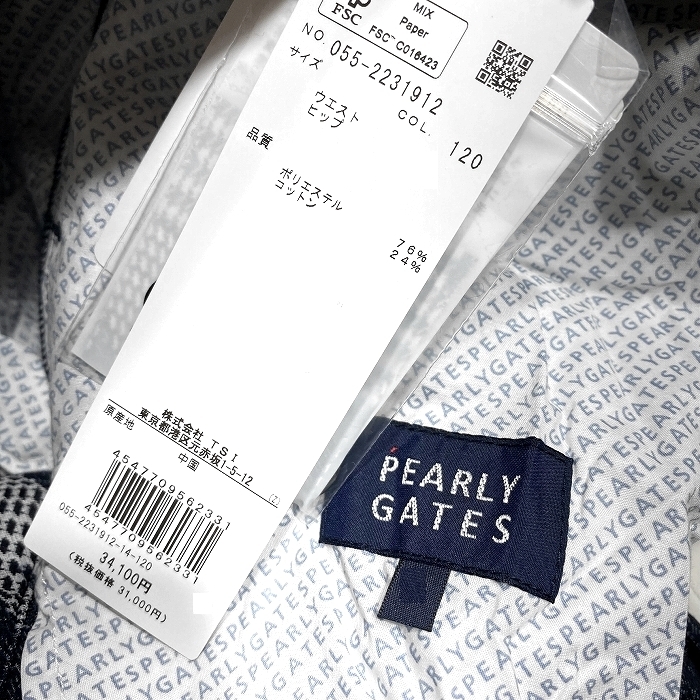 FSC
MIX
Paper
FSC™ C016423
NO. 055-2231912
サイズ COL. 120
ウエスト
ヒップ
品質
ポリエステル 76%
コットン 24%
株式会社 TSI
東京都港区元赤坂1-5-12
原産地 中国
4547709562331
4547709562331
055-2231912-14-120
34,100円
(税抜価格 31,000円)
PEARLY
GATES